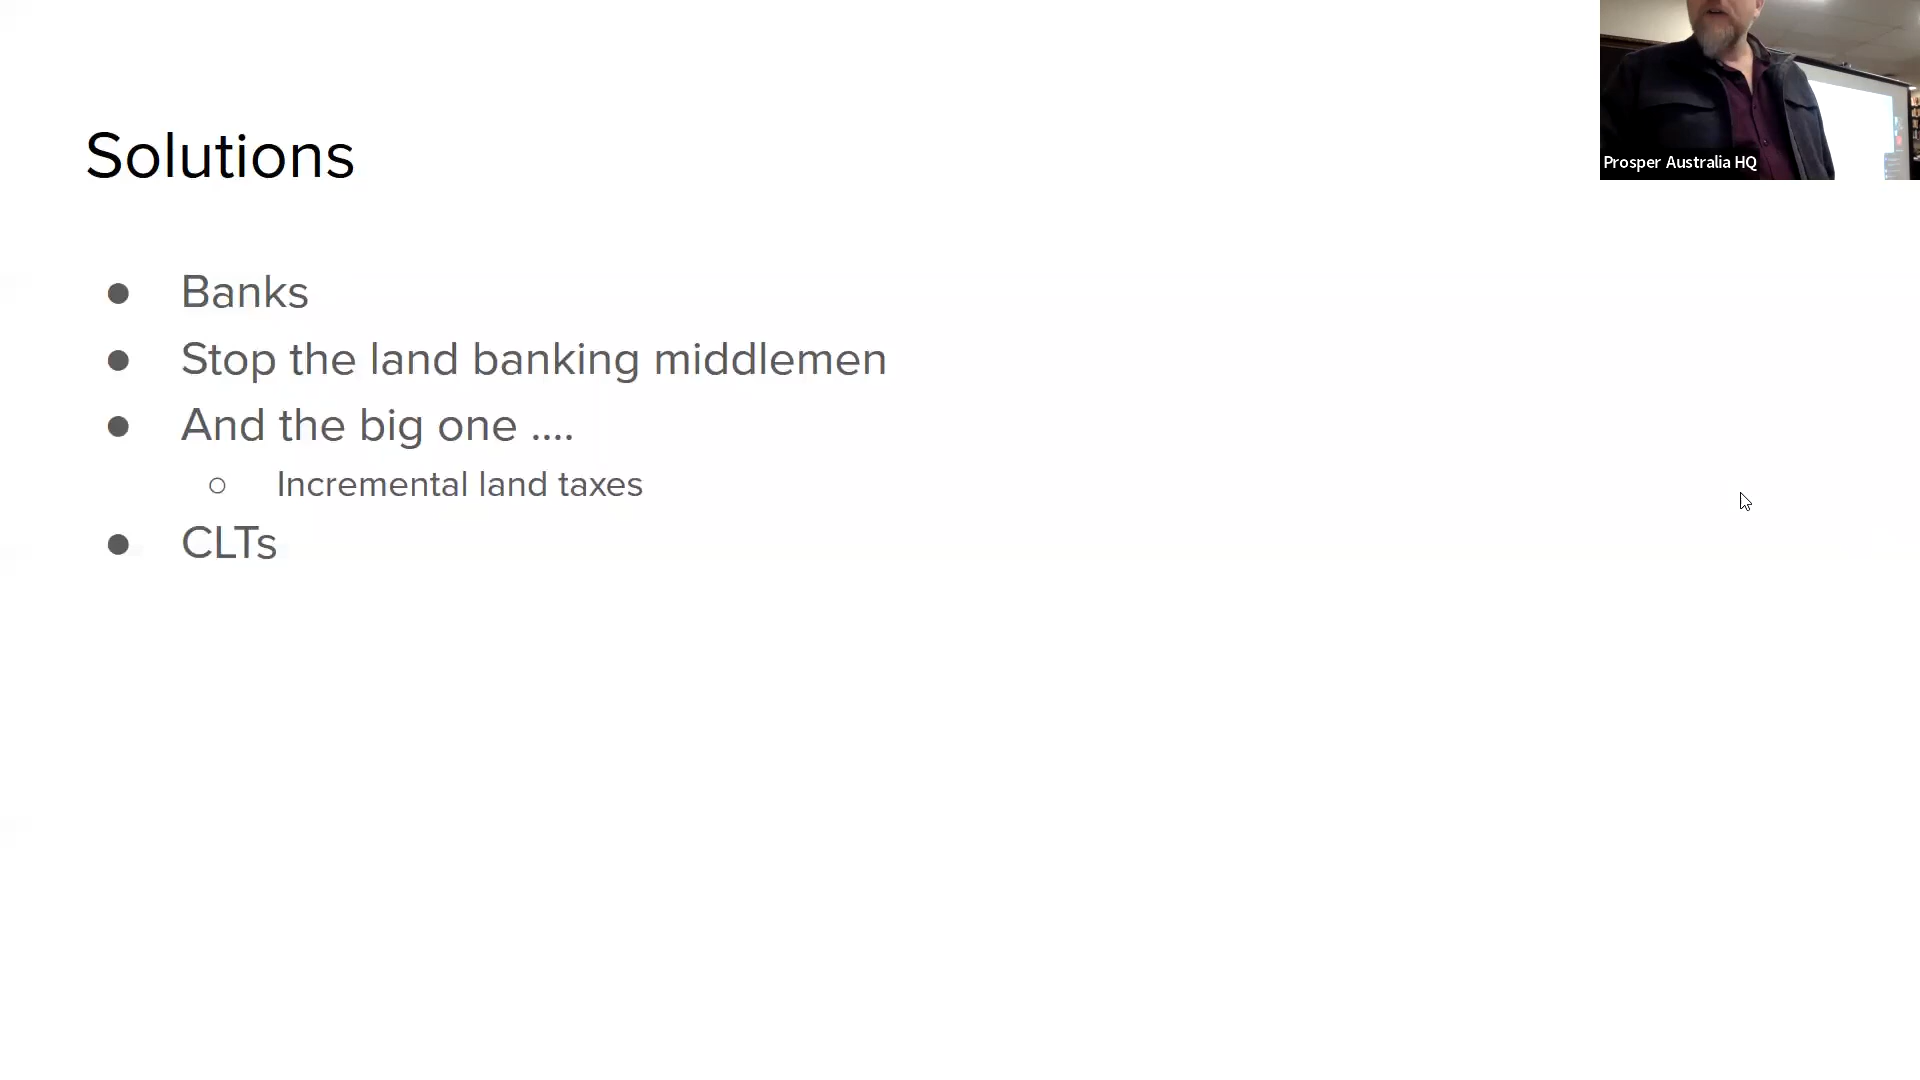 Solutions
Banks
Stop the land banking middlemen
And the big one ....
Incremental land taxes
CLTs
Prosper Australia HQ